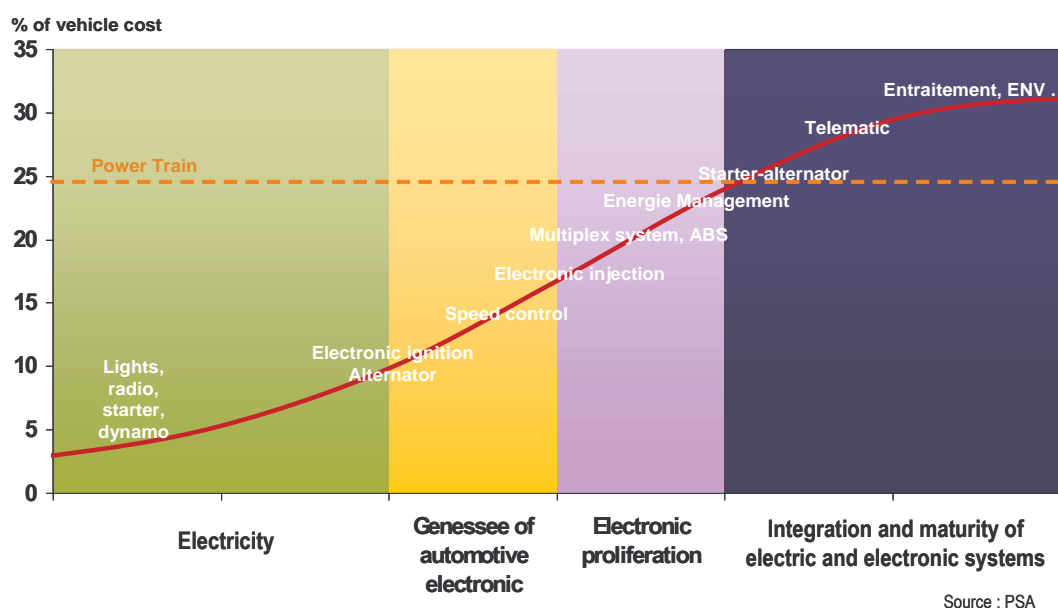 % of vehicle cost
35
30
25
20
15
10
5
0
Power Train
Lights,
radio,
starter,
dynamo
Electronic ignition
Alternator
Speed control
Electronic injection
Multiplex system, ABS
Energie Management
Starter-alternator
Telematic
Entraitement, ENV .
Electricity
Genessee of
automotive
electronic
Electronic
proliferation
Integration and maturity of
electric and electronic systems
Source : PSA